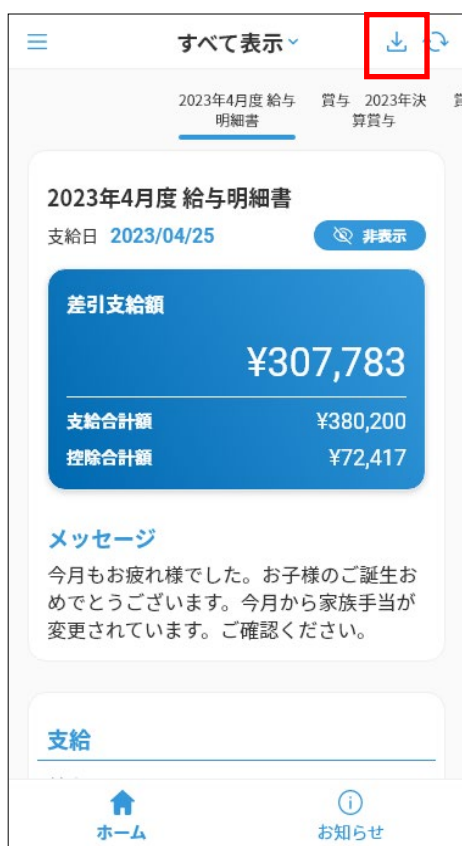 すべて表示
2023年4月度 給与
明細書
賞与 2023年決
算賞与
2023年4月度 給与明細書
支給日 2023/04/25
非表示
差引支給額
¥307,783
支給合計額 ¥380,200
控除合計額 ¥72,417
メッセージ
今月もお疲れ様でした。お子様のご誕生お
めでとうございます。今月から家族手当が
変更されています。ご確認ください。
支給
ホーム
お知らせ